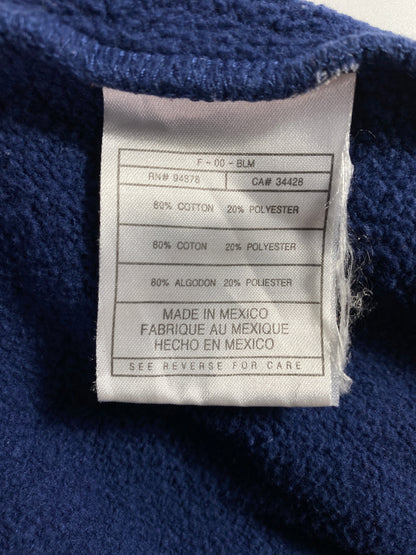 F - 00 - BLM
RN# 94878 CA# 34428
80% COTTON 20% POLYESTER
80% COTON 20% POLYESTER
80% ALGODON 20% POLIESTER
MADE IN MEXICO
FABRIQUE AU MEXIQUE
HECHO EN MEXICO
SEE REVERSE FOR CARE